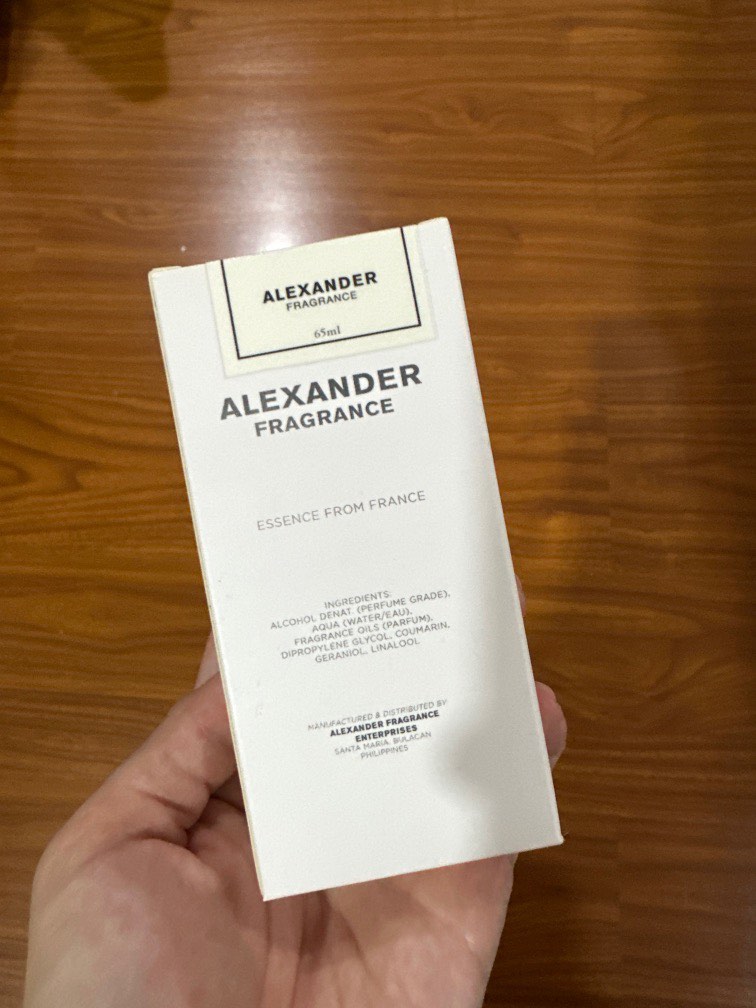 ALEXANDER
FRAGRANCE
65ml
ALEXANDER
FRAGRANCE
ESSENCE FROM FRANCE
INGREDIENTS:
ALCOHOL DENAT. (PERFUME GRADE),
AQUA (WATER/EAU),
FRAGRANCE OILS (PARFUM),
DIPROPYLENE GLYCOL, COUMARIN,
GERANIOL, LINALOOL
MANUFACTURED & DISTRIBUTED BY
ALEXANDER FRAGRANCE
ENTERPRISES
SANTA MARIA, BULACAN
PHILIPPINES